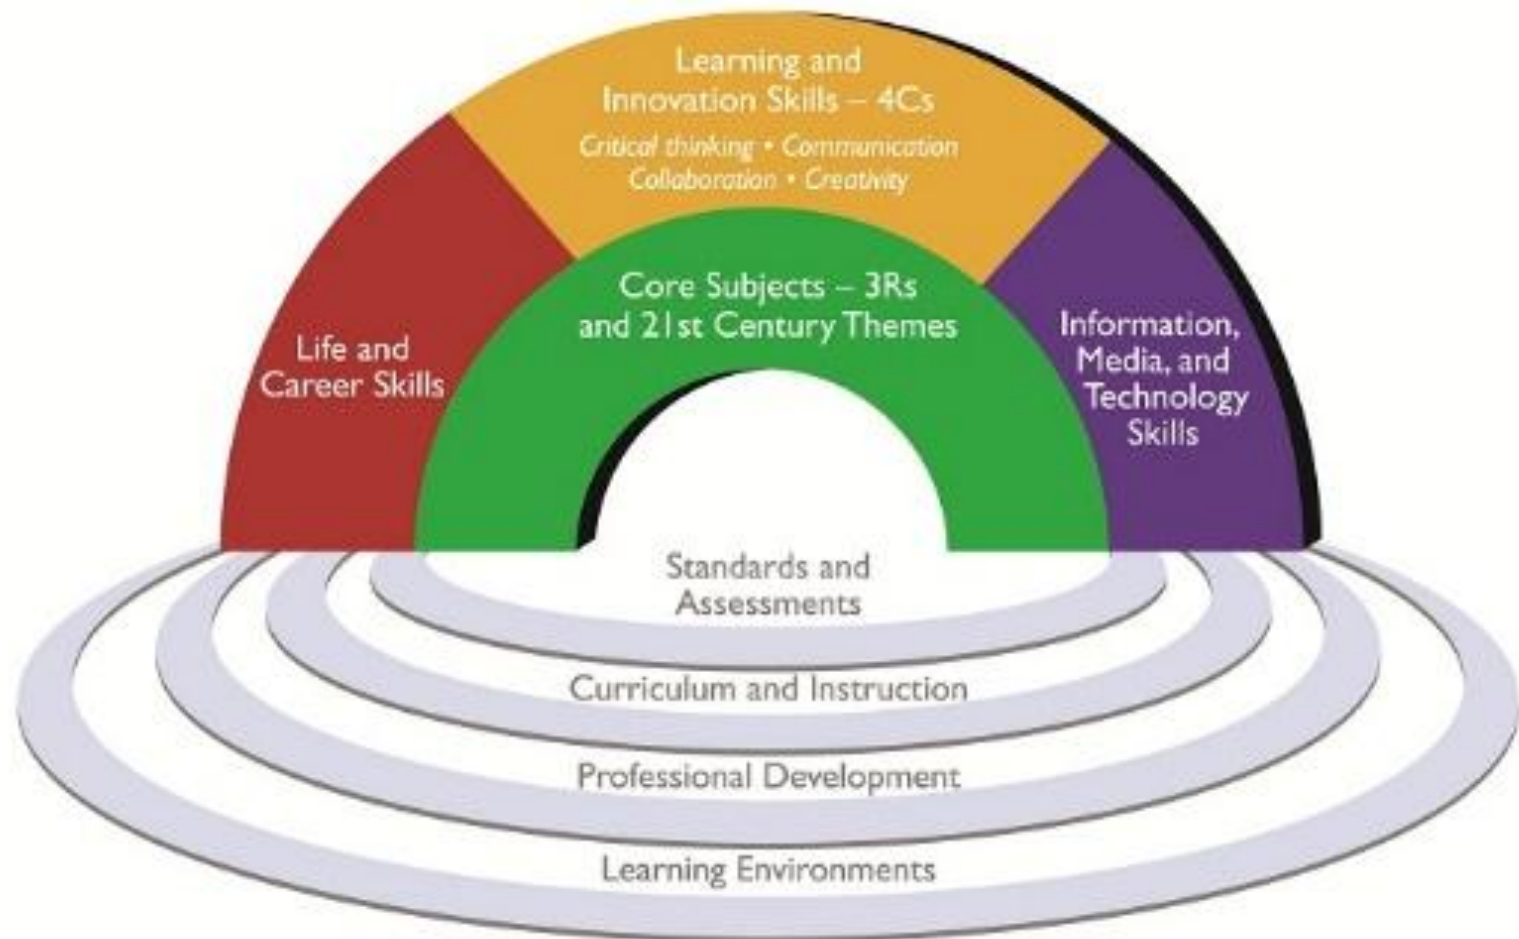 Learning and
Innovation Skills – 4Cs
Critical thinking • Communication
Collaboration • Creativity
Core Subjects – 3Rs
and 21st Century Themes
Life and
Career Skills
Information,
Media, and
Technology
Skills
Standards and
Assessments
Curriculum and Instruction
Professional Development
Learning Environments